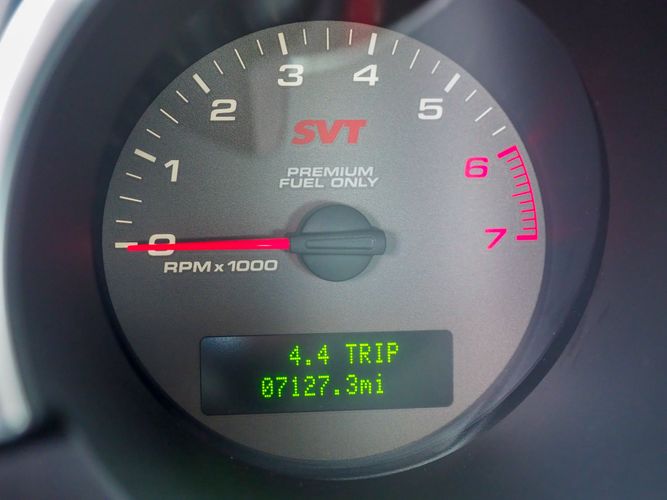 3
4
2
5
SVT
1
6
PREMIUM
FUEL ONLY
0
7
RPM x 1000
4.4 TRIP
07127.3mi